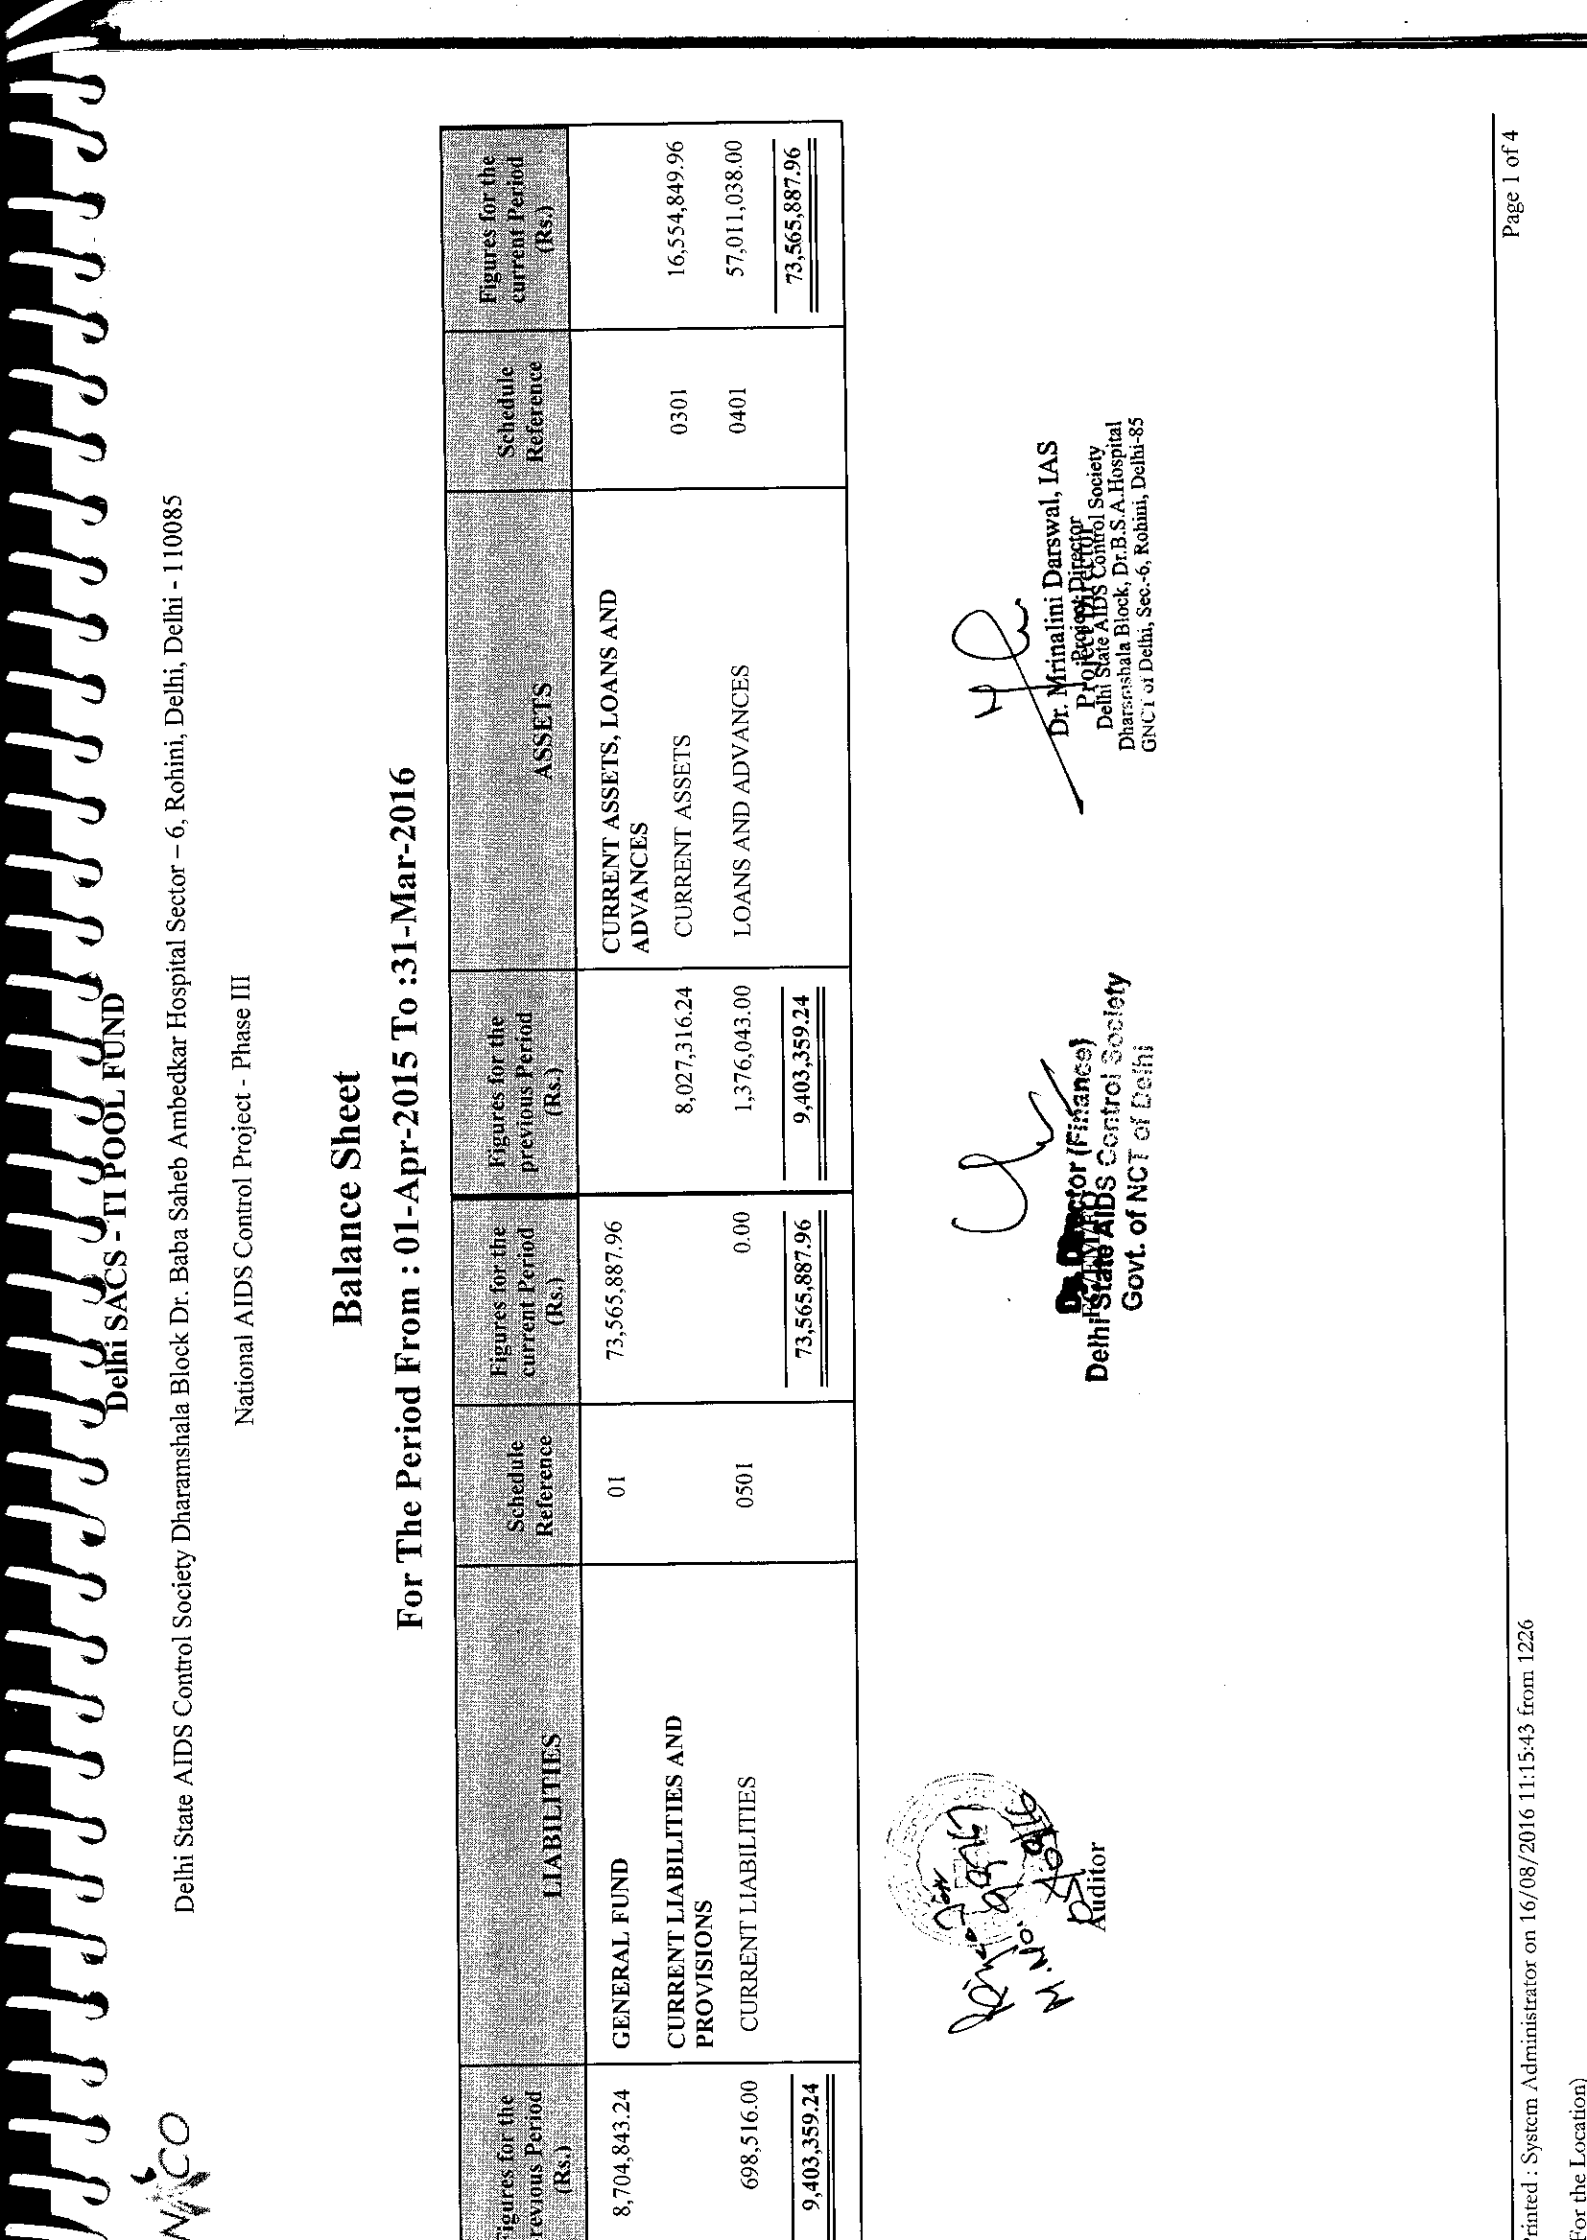 NACO
Delhi SACS - TI POOL FUND
Delhi State AIDS Control Society Dharamshala Block Dr. Baba Saheb Ambedkar Hospital Sector – 6, Rohini, Delhi, Delhi - 110085
National AIDS Control Project - Phase III
Balance Sheet
For The Period From : 01-Apr-2015 To :31-Mar-2016
igures for the revious Period (Rs.) LIABILITIES Schedule Reference Figures for the current Period (Rs.) Figures for the previous Period (Rs.) ASSETS Schedule Reference Figures for the current Period (Rs.)
8,704,843.24 GENERAL FUND 01 73,565,887.96 CURRENT ASSETS, LOANS AND
ADVANCES
CURRENT LIABILITIES AND 8,027,316.24 CURRENT ASSETS 0301 16,554,849.96
PROVISIONS
698,516.00 CURRENT LIABILITIES 0501 0.00 1,376,043.00 LOANS AND ADVANCES 0401 57,011,038.00
9,403,359.24 73,565,887.96 9,403,359.24 73,565,887.96
M. No.
Auditor
Director (Finance)
Delhi State AIDS Control Society
Govt. of NCT of Delhi
Dr. Mrinalini Darswal, IAS
Project Director
Project Director
Delhi State AIDS Control Society
Dharamshala Block, Dr.B.S.A.Hospital
GNCT of Delhi, Sec.-6, Rohini, Delhi-85
rinted : System Administrator on 16/08/2016 11:15:43 from 1226 Page 1 of 4
For the Location)